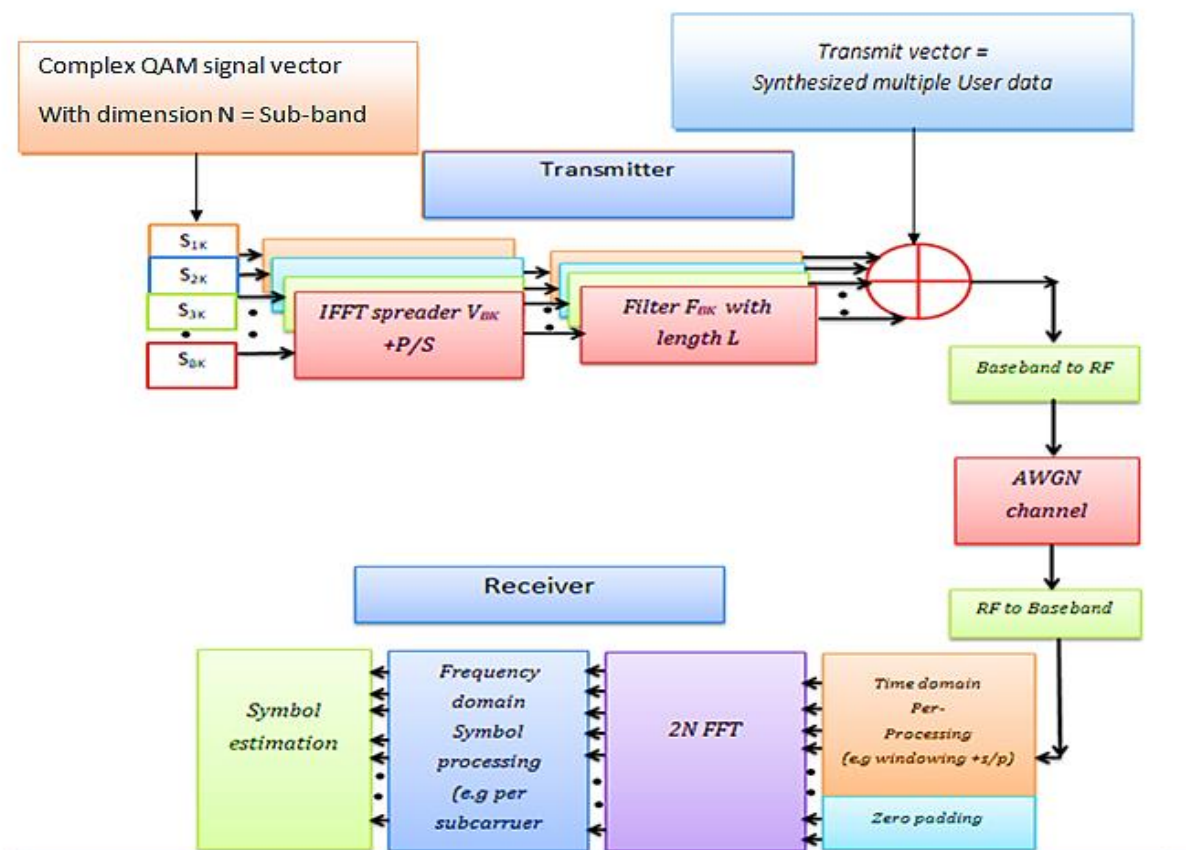 Complex QAM signal vector
With dimension N = Sub-band
Transmit vector =
Synthesized multiple User data
Transmitter
S1K
S2K
S3K
SBK
IFFT spreader VBK
+P/S
Filter FBK with
length L
Baseband to RF
AWGN
channel
RF to Baseband
Receiver
Symbol
estimation
Frequency
domain
Symbol
processing
(e.g per
subcarruer
2N FFT
Time domain
Per-
Processing
(e.g windowing +s/p)
Zero padding